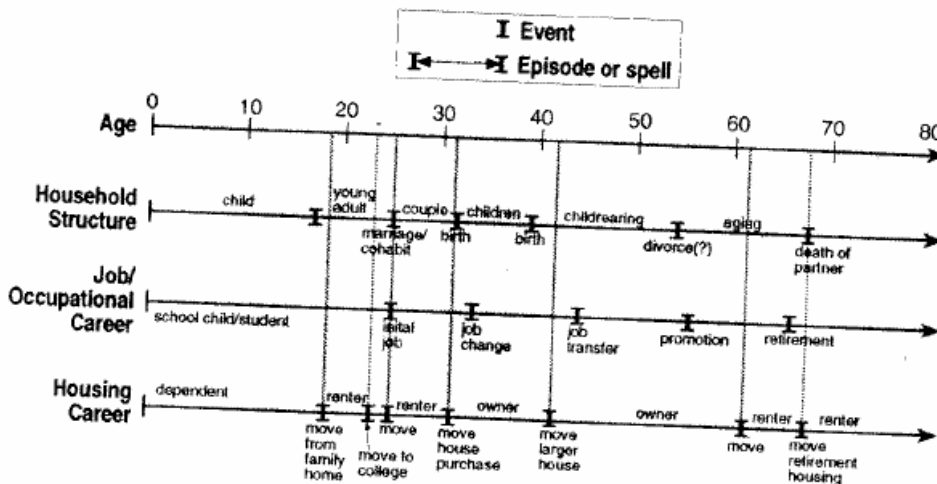 Event
Episode or spell
0 10 20 30 40 50 60 70 80
Age
Household
Structure
child
young
adult
couple
children
childrearing
aging
marriage/
cohabit
birth
birth
divorce(?)
death of
partner
Job/
Occupational
Career
school child/student
inital
job
job
change
job
transfer
promotion
retirement
Housing
Career
dependent
renter
renter
owner
owner
renter
renter
move
from
family
home
move to
college
move
move
house
purchase
move
larger
house
move
move
retirement
housing